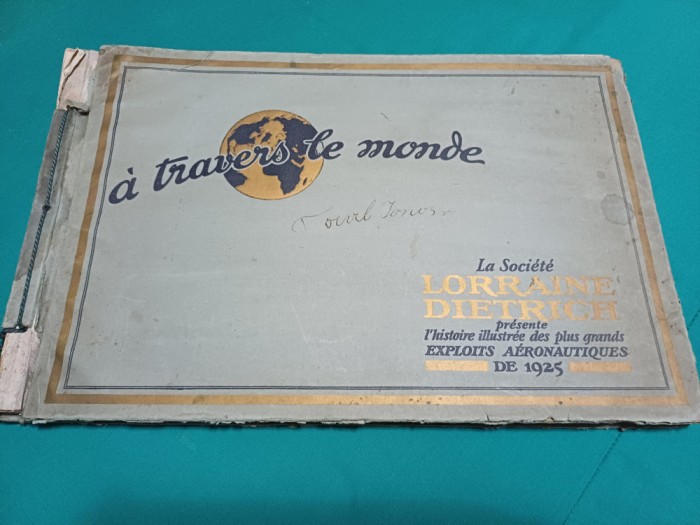 à travers le monde
La Société
LORRAINE
DIETRICH
présente
l'histoire illustrée des plus grands
EXPLOITS AÉRONAUTIQUES
DE 1925